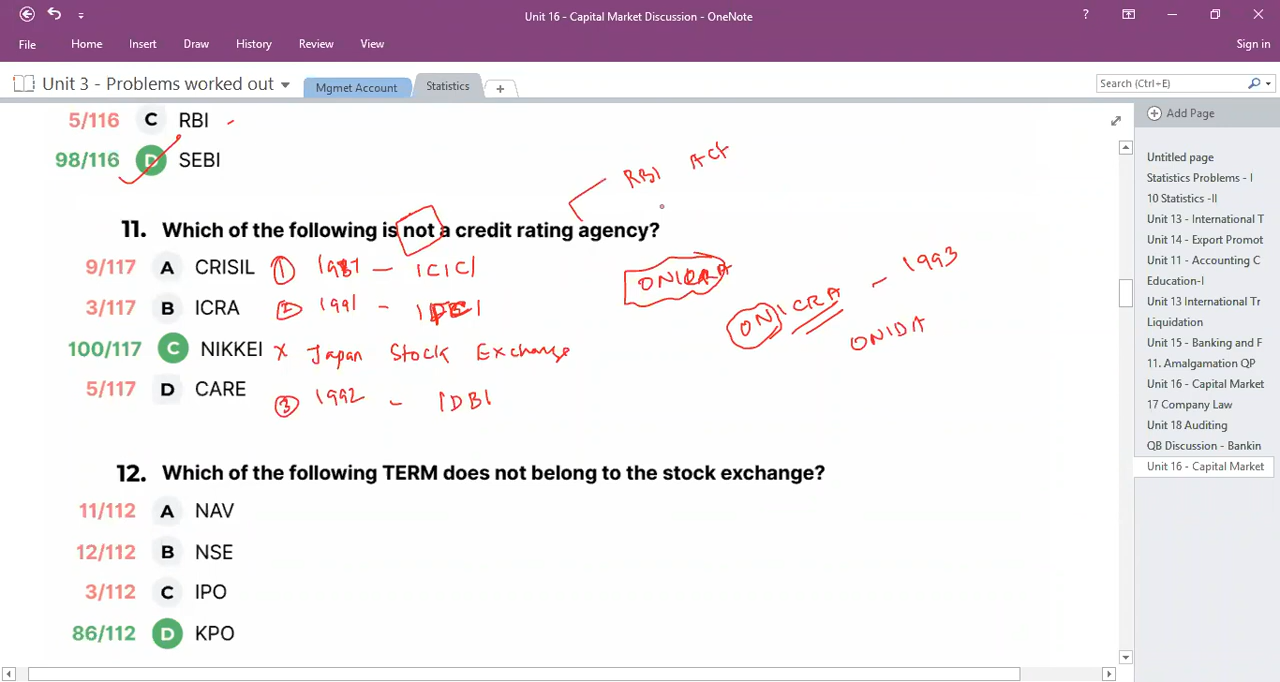 Unit 16 - Capital Market Discussion - OneNote
?
File Home Insert Draw History Review View Sign in
Unit 3 - Problems worked out Mgmet Account Statistics + Search (Ctrl+E)
5/116 C RBI
98/116 D SEBI
RBI ACT
11. Which of the following is not a credit rating agency?
9/117 A CRISIL ① 1987 - ICICI
ONICRA
ONICRA - 1993
3/117 B ICRA ② 1991 - IFCI
ONIDA
100/117 C NIKKEI X Japan Stock Exchange
5/117 D CARE ③ 1992 - IDBI
12. Which of the following TERM does not belong to the stock exchange?
11/112 A NAV
12/112 B NSE
3/112 C IPO
86/112 D KPO
Add Page
Untitled page
Statistics Problems - I
10 Statistics -II
Unit 13 - International T
Unit 14 - Export Promot
Unit 11 - Accounting C
Education-I
Unit 13 International Tr
Liquidation
Unit 15 - Banking and F
11. Amalgamation QP
Unit 16 - Capital Market
17 Company Law
Unit 18 Auditing
QB Discussion - Bankin
Unit 16 - Capital Market